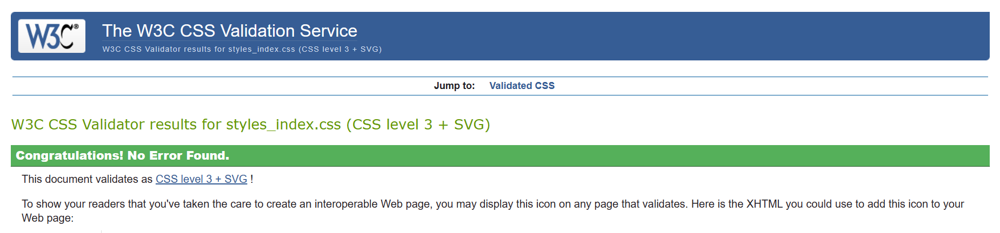 W3C®
The W3C CSS Validation Service
W3C CSS Validator results for styles_index.css (CSS level 3 + SVG)
Jump to: Validated CSS
W3C CSS Validator results for styles_index.css (CSS level 3 + SVG)
Congratulations! No Error Found.
This document validates as CSS level 3 + SVG !
To show your readers that you've taken the care to create an interoperable Web page, you may display this icon on any page that validates. Here is the XHTML you could use to add this icon to your
Web page: